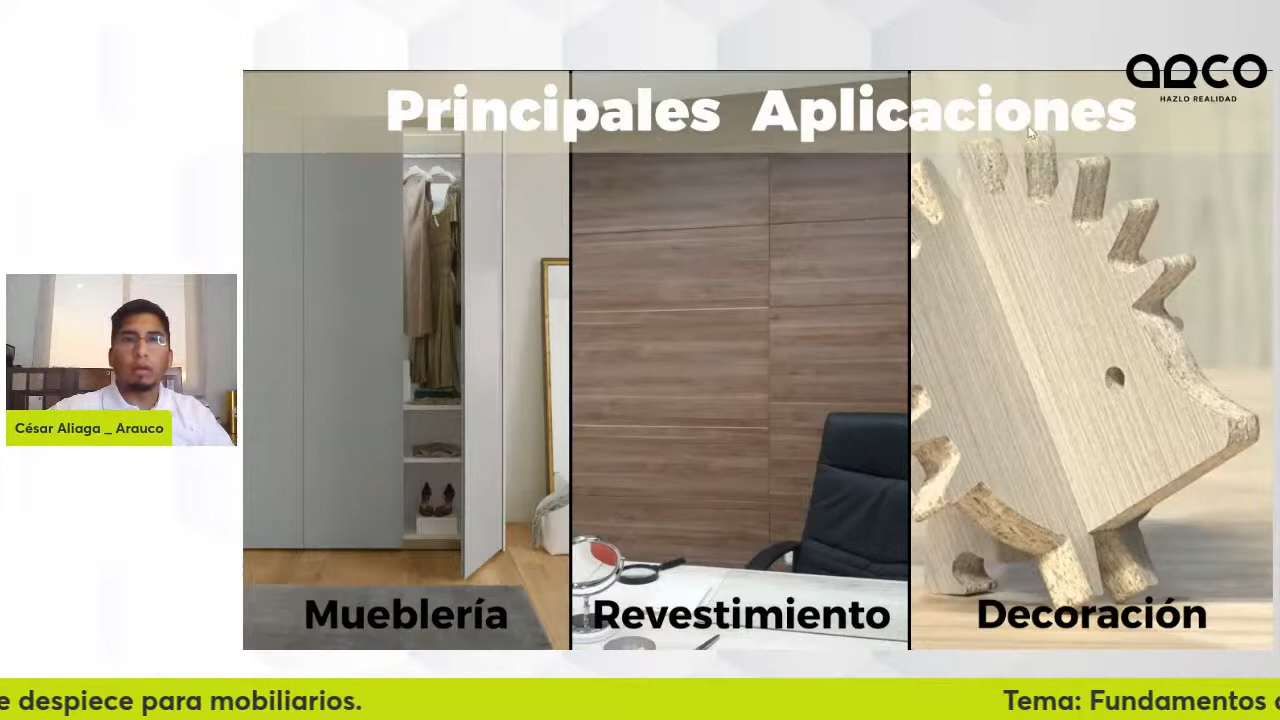 ARCO
HAZLO REALIDAD
Principales Aplicaciones
César Aliaga _ Arauco
Mueblería
Revestimiento
Decoración
e despiece para mobiliarios.
Tema: Fundamentos